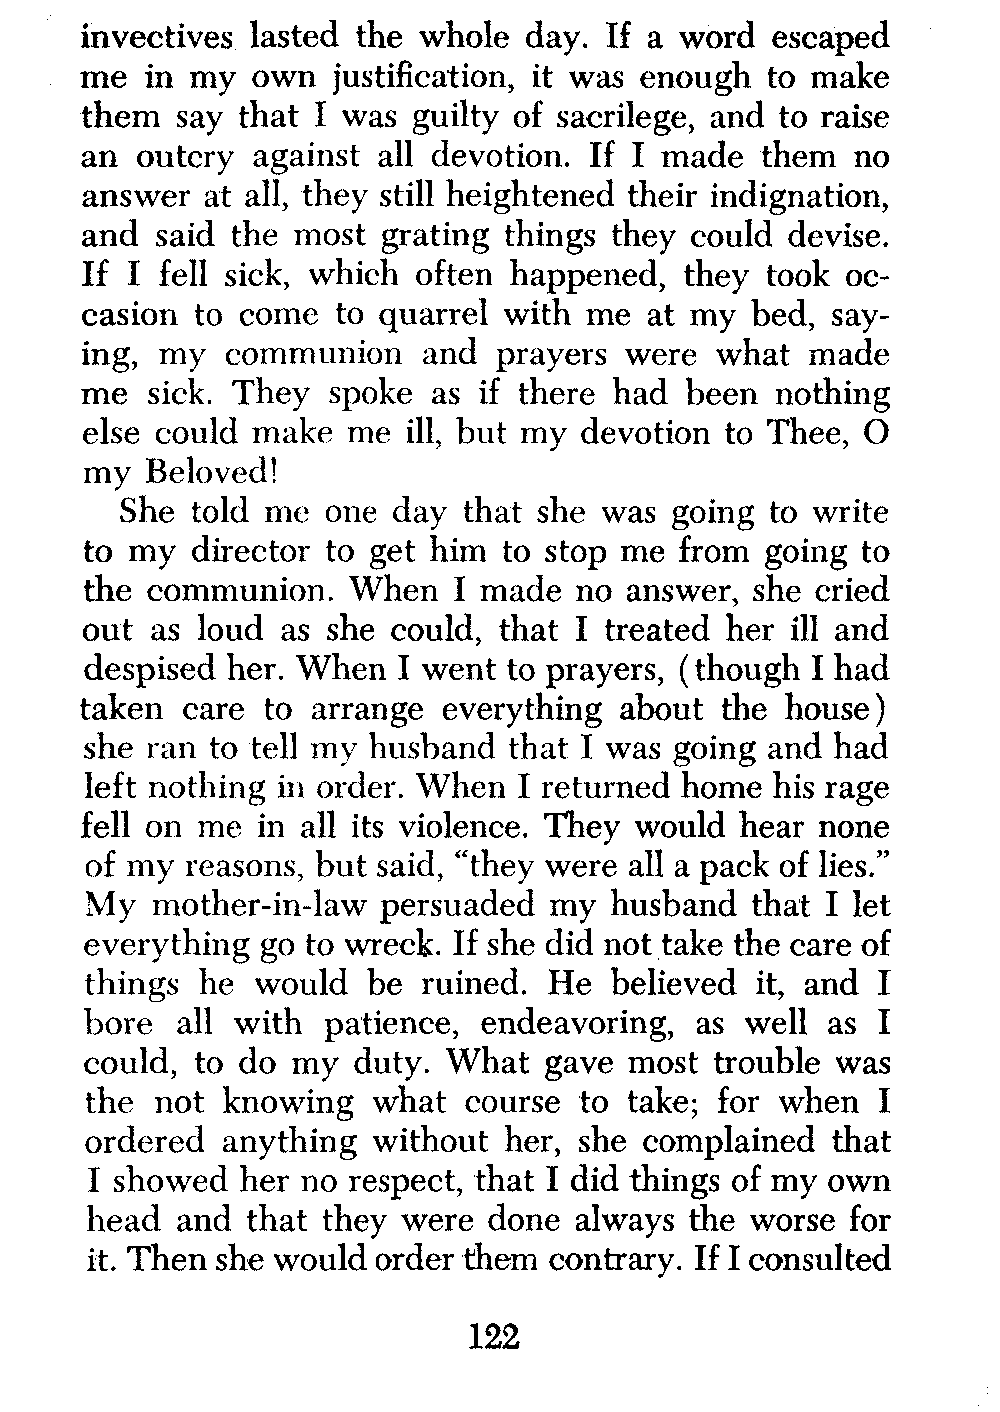 invectives lasted the whole day. If a word escaped
me in my own justification, it was enough to make
them say that I was guilty of sacrilege, and to raise
an outcry against all devotion. If I made them no
answer at all, they still heightened their indignation,
and said the most grating things they could devise.
If I fell sick, which often happened, they took oc-
casion to come to quarrel with me at my bed, say-
ing, my communion and prayers were what made
me sick. They spoke as if there had been nothing
else could make me ill, but my devotion to Thee, O
my Beloved!
She told me one day that she was going to write
to my director to get him to stop me from going to
the communion. When I made no answer, she cried
out as loud as she could, that I treated her ill and
despised her. When I went to prayers, (though I had
taken care to arrange everything about the house)
she ran to tell my husband that I was going and had
left nothing in order. When I returned home his rage
fell on me in all its violence. They would hear none
of my reasons, but said, “they were all a pack of lies.”
My mother-in-law persuaded my husband that I let
everything go to wreck. If she did not take the care of
things he would be ruined. He believed it, and I
bore all with patience, endeavoring, as well as I
could, to do my duty. What gave most trouble was
the not knowing what course to take; for when I
ordered anything without her, she complained that
I showed her no respect, that I did things of my own
head and that they were done always the worse for
it. Then she would order them contrary. If I consulted
122